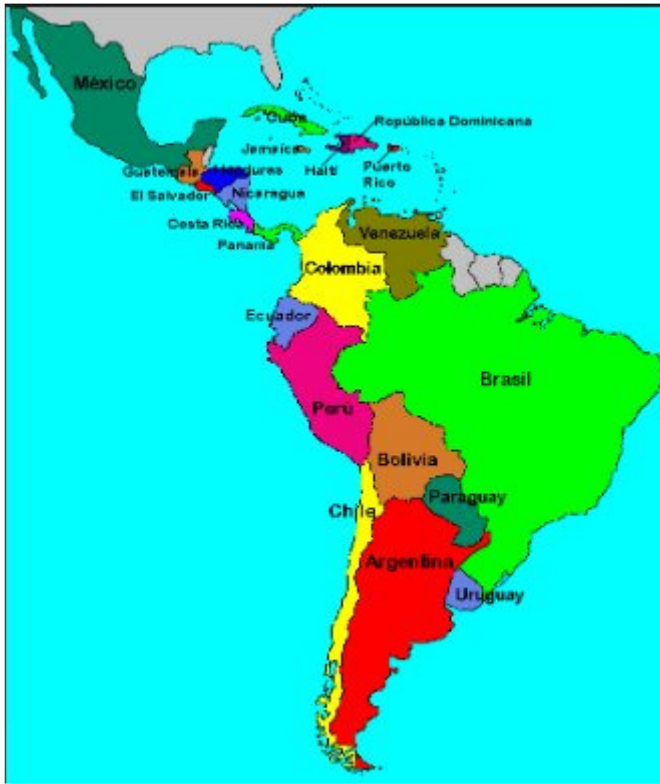 México
Cuba
República Dominicana
Jamaica
Haití
Puerto
Rico
Guatemala
Honduras
El Salvador
Nicaragua
Costa Rica
Panamá
Venezuela
Colombia
Ecuador
Brasil
Perú
Bolivia
Paraguay
Chile
Argentina
Uruguay